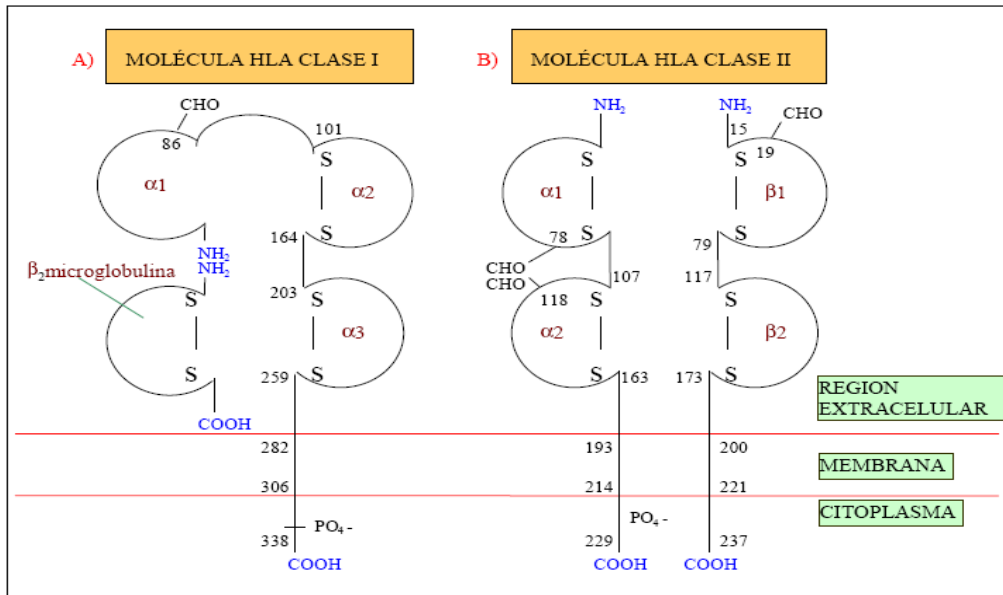 A)
MOLÉCULA HLA CLASE I
B)
MOLÉCULA HLA CLASE II
CHO
86
101
α1
S
α2
S
164
NH₂
NH₂
β₂microglobulina
203
S
S
α3
S
S
259
COOH
282
306
PO₄ -
338
COOH
NH₂
NH₂
15
CHO
S
S
19
α1
β1
S
S
78
79
CHO
CHO
107
117
118
S
S
α2
β2
S
S
163
173
REGION
EXTRACELULAR
193
200
MEMBRANA
214
221
CITOPLASMA
PO₄ -
229
237
COOH
COOH